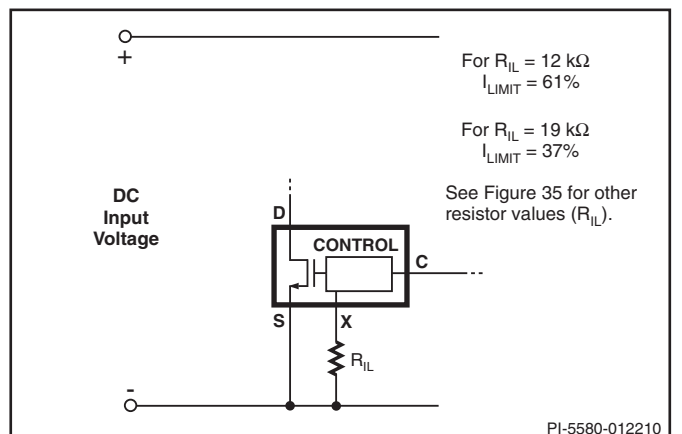 +
For R_IL = 12 kΩ
I_LIMIT = 61%
For R_IL = 19 kΩ
I_LIMIT = 37%
See Figure 35 for other
resistor values (R_IL).
DC
Input
Voltage
D
CONTROL
C
S
X
R_IL
-
PI-5580-012210